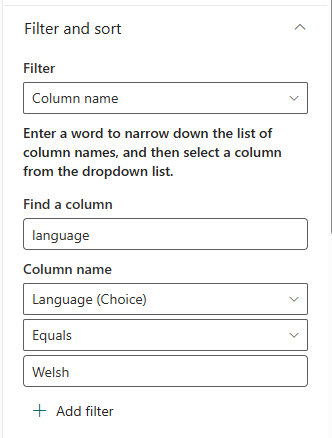 Filter and sort
Filter
Column name
Enter a word to narrow down the list of
column names, and then select a column
from the dropdown list.
Find a column
language
Column name
Language (Choice)
Equals
Welsh
Add filter